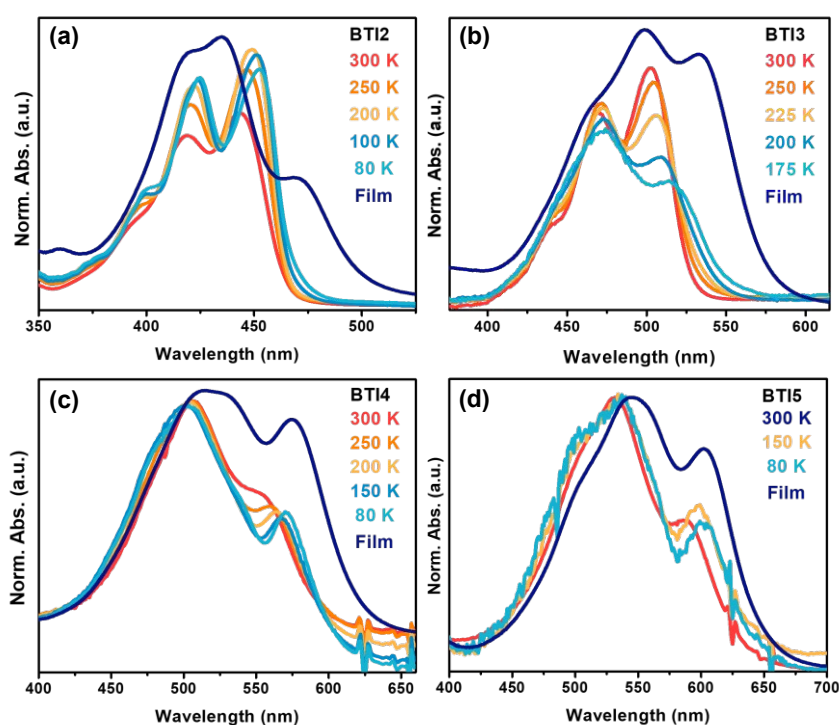 (a)
BTI2
300 K
250 K
200 K
100 K
80 K
Film
Norm. Abs. (a.u.)
350 400 450 500
Wavelength (nm)
(b)
BTI3
300 K
250 K
225 K
200 K
175 K
Film
Norm. Abs. (a.u.)
400 450 500 550 600
Wavelength (nm)
(c)
BTI4
300 K
250 K
200 K
150 K
80 K
Film
Norm. Abs. (a.u.)
400 450 500 550 600 650
Wavelength (nm)
(d)
BTI5
300 K
150 K
80 K
Film
Norm. Abs. (a.u.)
400 450 500 550 600 650 700
Wavelength (nm)